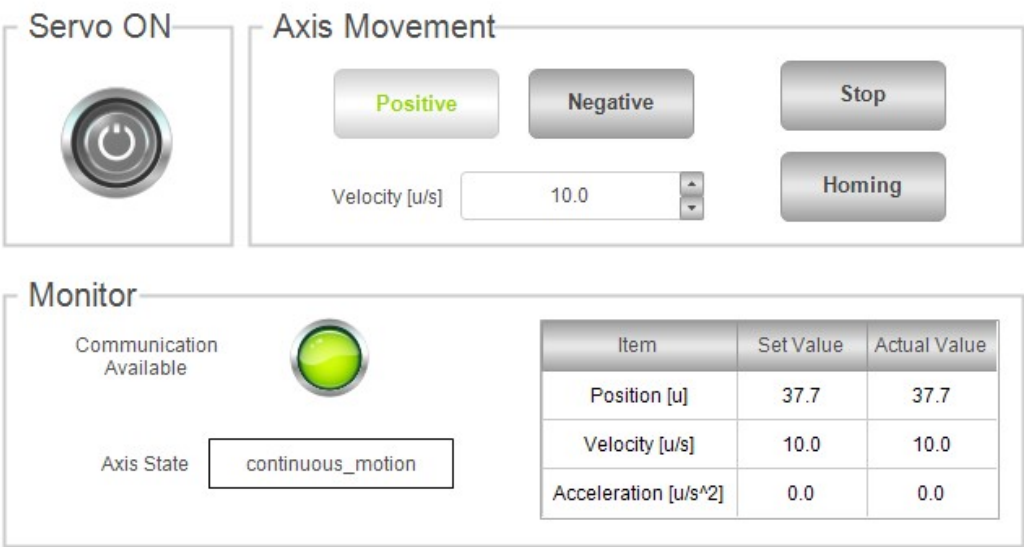 Servo ON
Axis Movement
Positive
Negative
Stop
Velocity [u/s]
10.0
Homing
Monitor
Communication
Available
Axis State
continuous_motion
Item Set Value Actual Value
Position [u] 37.7 37.7
Velocity [u/s] 10.0 10.0
Acceleration [u/s^2] 0.0 0.0